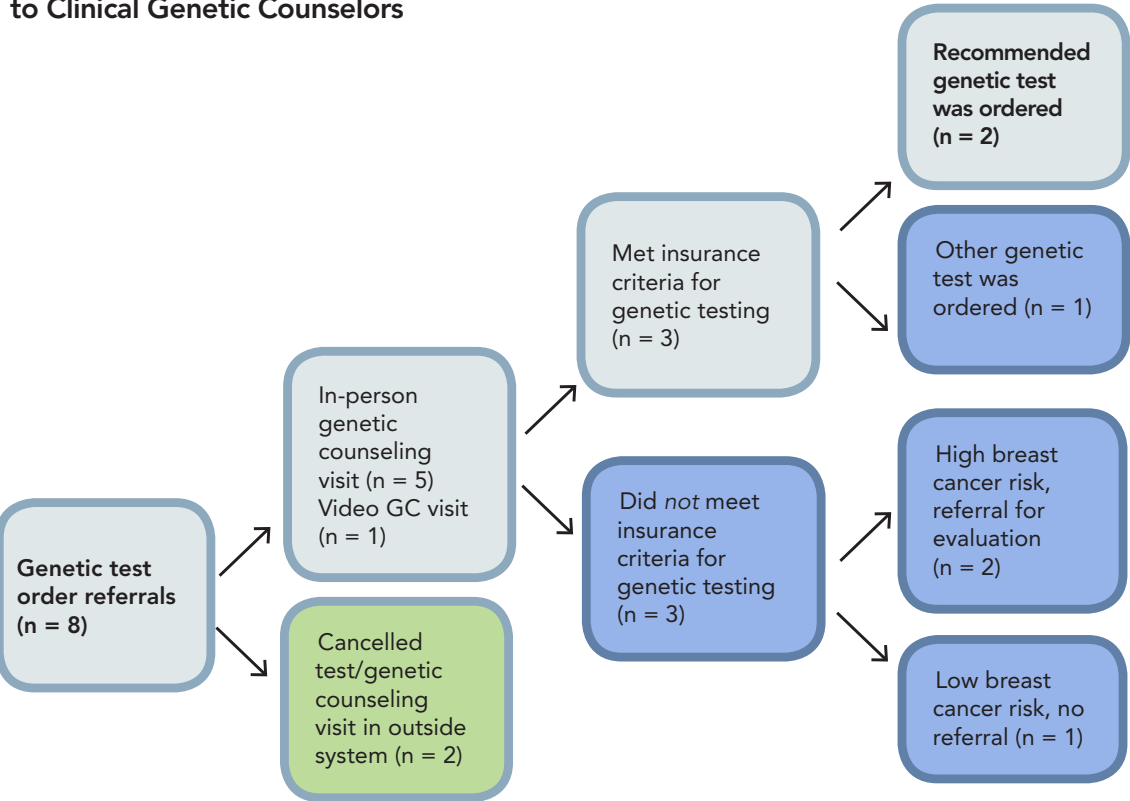 to Clinical Genetic Counselors
Genetic test
order referrals
(n = 8)
In-person
genetic
counseling
visit (n = 5)
Video GC visit
(n = 1)
Cancelled
test/genetic
counseling
visit in outside
system (n = 2)
Met insurance
criteria for
genetic testing
(n = 3)
Did not meet
insurance
criteria for
genetic testing
(n = 3)
Recommended
genetic test
was ordered
(n = 2)
Other genetic
test was
ordered (n = 1)
High breast
cancer risk,
referral for
evaluation
(n = 2)
Low breast
cancer risk, no
referral (n = 1)